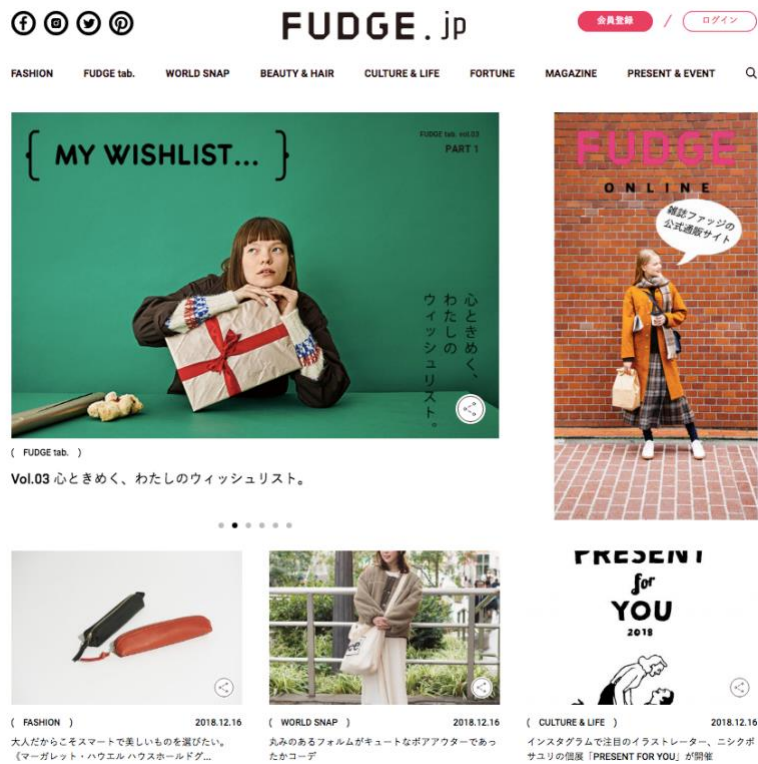 FUDGE.jp
会員登録 / ログイン
FASHION FUDGE tab. WORLD SNAP BEAUTY & HAIR CULTURE & LIFE FORTUNE MAGAZINE PRESENT & EVENT
{ MY WISHLIST... }
FUDGE tab. vol.03
PART 1
心ときめく、
わたしの
ウィッシュリスト。
FUDGE
ONLINE
雑誌ファッジの
公式通販サイト
( FUDGE tab. )
Vol.03 心ときめく、わたしのウィッシュリスト。
PRESENT
for
YOU
2018
( FASHION ) 2018.12.16
大人だからこそスマートで美しいものを選びたい。
《マーガレット・ハウエル ハウスホールドグ...
( WORLD SNAP ) 2018.12.16
丸みのあるフォルムがキュートなボアアウターであっ
たかコーデ
( CULTURE & LIFE ) 2018.12.16
インスタグラムで注目のイラストレーター、ニシクボ
サユリの個展「PRESENT FOR YOU」が開催